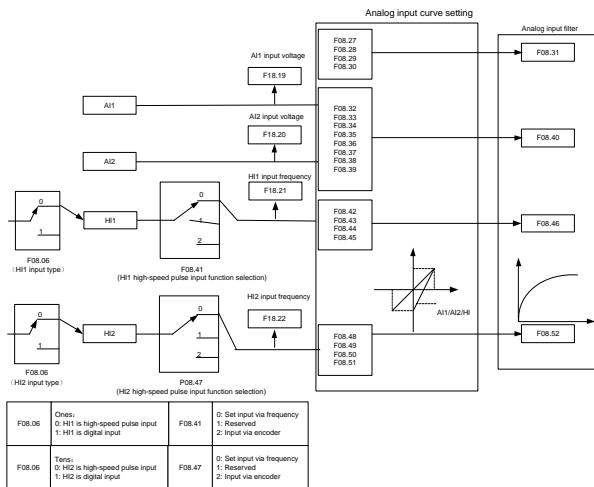 Analog input curve setting
Analog input filter
F08.27
F08.28
F08.29
F08.30
F08.31
AI1 input voltage
F18.19
AI1
AI2 input voltage
F18.20
AI2
F08.32
F08.33
F08.34
F08.35
F08.36
F08.37
F08.38
F08.39
F08.40
HI1 input frequency
F18.21
0
1
F08.06
(HI1 input type)
HI1
0
1
2
F08.41
(HI1 high-speed pulse input function selection)
F08.42
F08.43
F08.44
F08.45
F08.46
AI1/AI2/HI
HI2 input frequency
F18.22
0
1
F08.06
(HI2 input type)
HI2
0
1
2
P08.47
(HI2 high-speed pulse input function selection)
F08.48
F08.49
F08.50
F08.51
F08.52
F08.06
Ones:
0: HI1 is high-speed pulse input
1: HI1 is digital input
F08.41
0: Set input via frequency
1: Reserved
2: Input via encoder
F08.06
Tens:
0: HI2 is high-speed pulse input
1: HI2 is digital input
F08.47
0: Set input via frequency
1: Reserved
2: Input via encoder